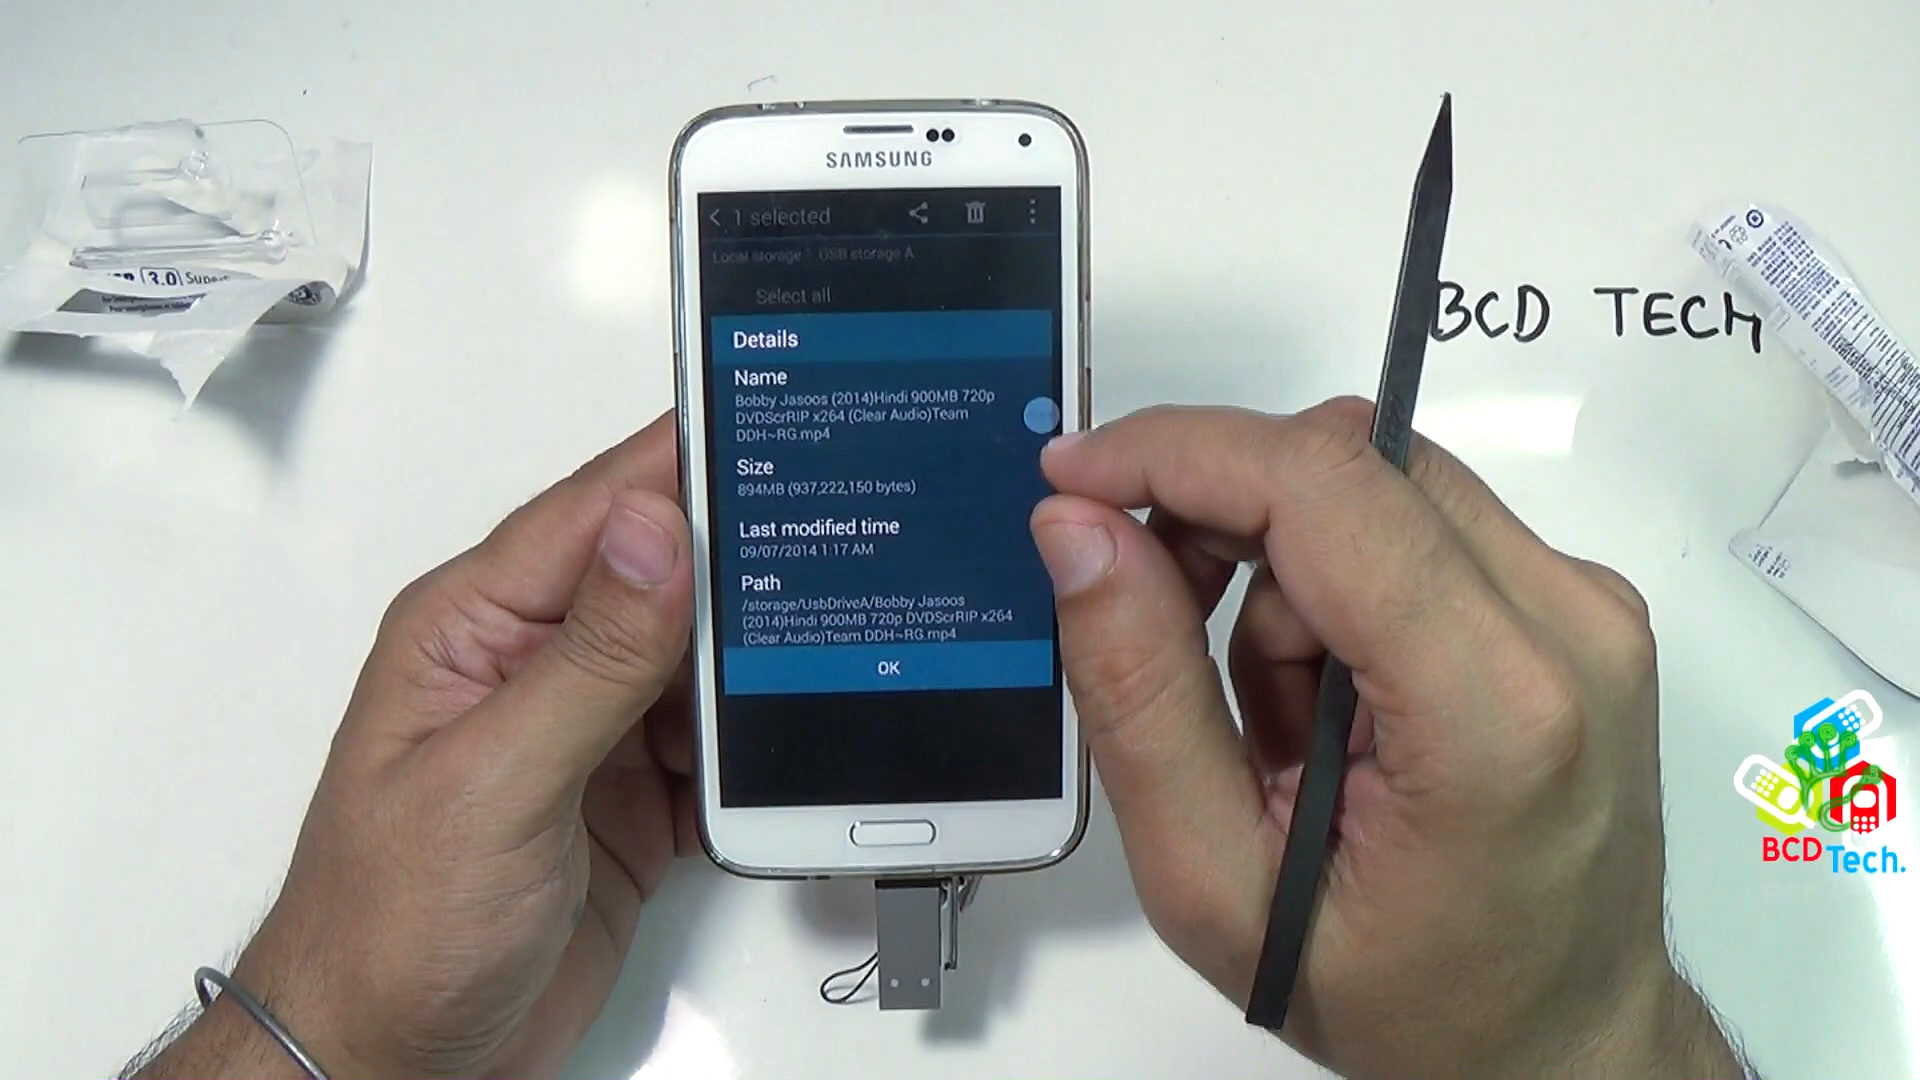 SAMSUNG
1 selected
Local storage > USB storage A
Select all
Details
Name
Bobby Jasoos (2014)Hindi 900MB 720p
DVDScrRIP x264 (Clear Audio)Team
DDH~RG.mp4
Size
894MB (937,222,150 bytes)
Last modified time
09/07/2014 1:17 AM
Path
/storage/UsbDriveA/Bobby Jasoos
(2014)Hindi 900MB 720p DVDScrRIP x264
(Clear Audio)Team DDH~RG.mp4
OK
BCD TECH
3.0
BCD Tech.